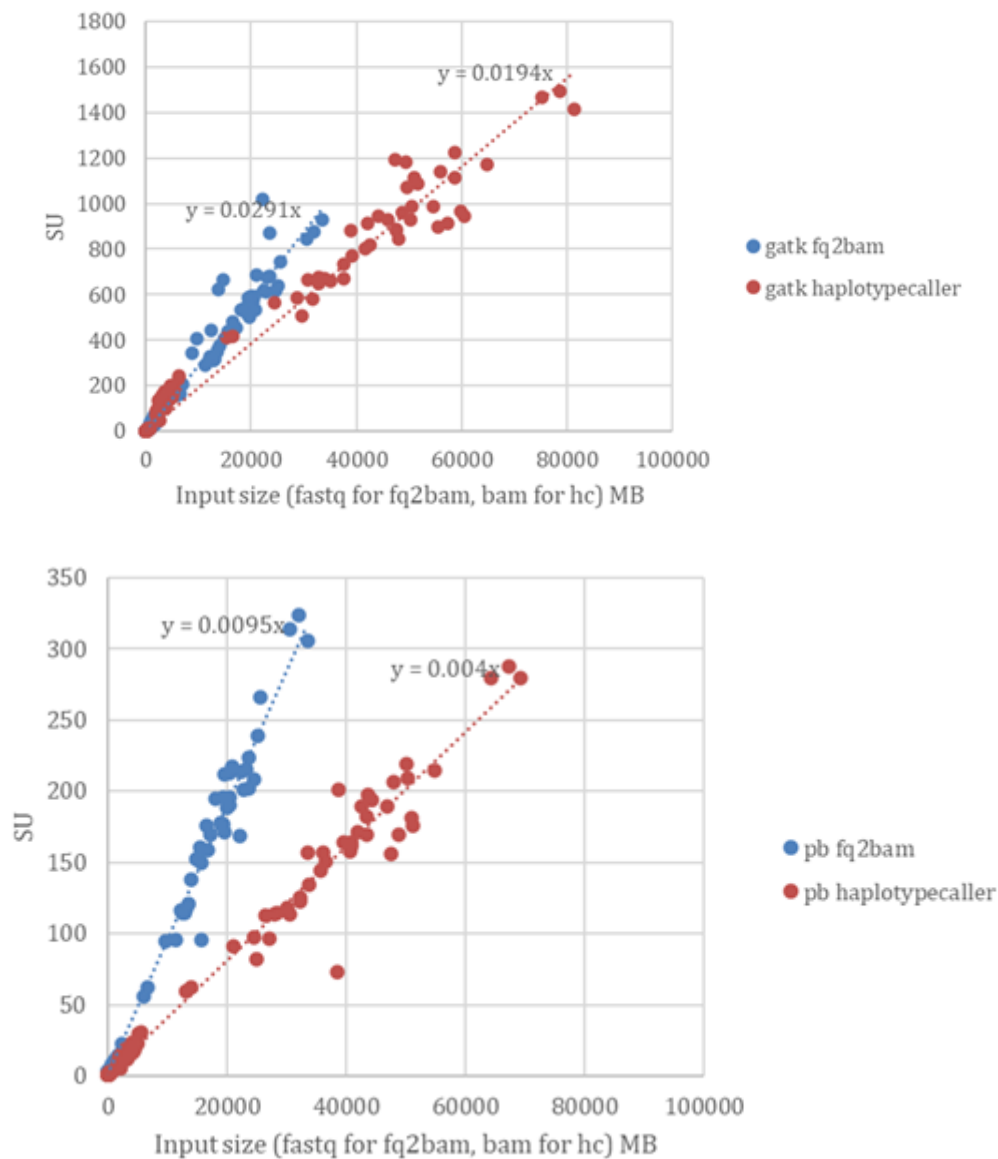 1800
1600
1400
1200
1000
800
600
400
200
0
SU
y = 0.0194x
y = 0.0291x
0 20000 40000 60000 80000 100000
Input size (fastq for fq2bam, bam for hc) MB
gatk fq2bam
gatk haplotypecaller
350
300
250
200
150
100
50
0
SU
y = 0.0095x
y = 0.004x
0 20000 40000 60000 80000 100000
Input size (fastq for fq2bam, bam for hc) MB
pb fq2bam
pb haplotypecaller